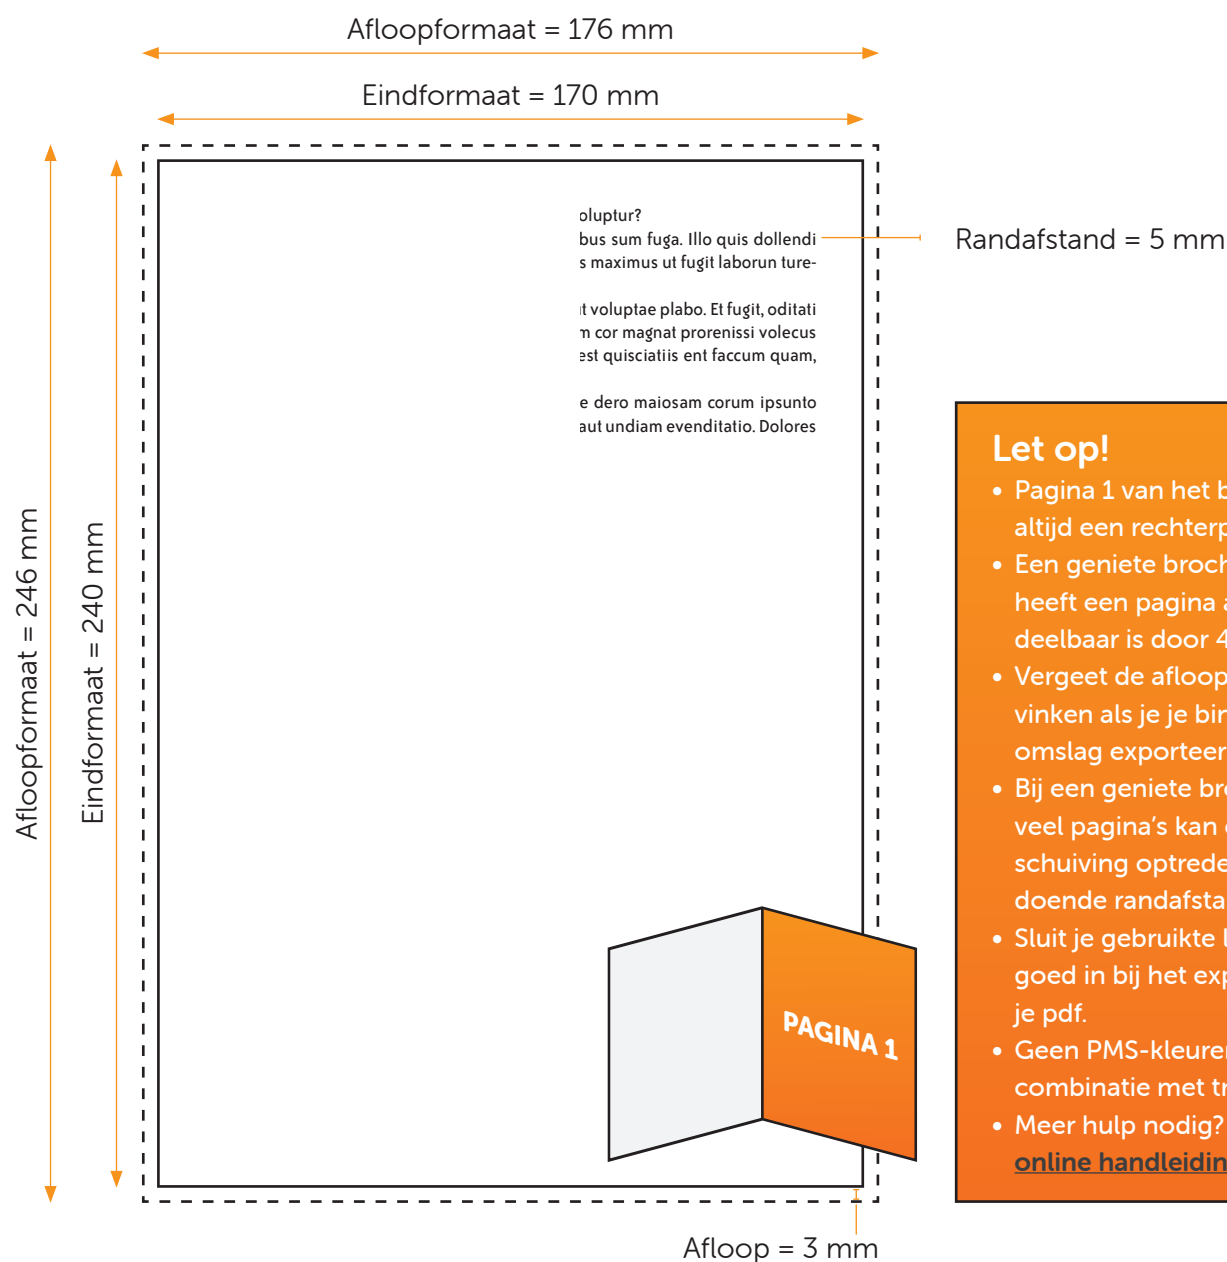 Afloopformaat = 176 mm
Eindformaat = 170 mm
Afloopformaat = 246 mm
Eindformaat = 240 mm
oluptur?
bus sum fuga. Illo quis dollendi
s maximus ut fugit laborun ture-
t voluptae plabo. Et fugit, oditati
m cor magnat prorenissi volecus
est quisciatiis ent faccum quam,
e dero maiosam corum ipsunto
aut undiam evenditatio. Dolores
Randafstand = 5 mm
Let op!
• Pagina 1 van het b
altijd een rechterp
• Een geniete broch
heeft een pagina a
deelbaar is door 4
• Vergeet de afloop
vinken als je je bin
omslag exporteer
• Bij een geniete bro
veel pagina's kan
schuiving optrede
doende randafsta
• Sluit je gebruikte
goed in bij het exp
je pdf.
• Geen PMS-kleuren
combinatie met tr
• Meer hulp nodig?
online handleidin
PAGINA 1
Afloop = 3 mm